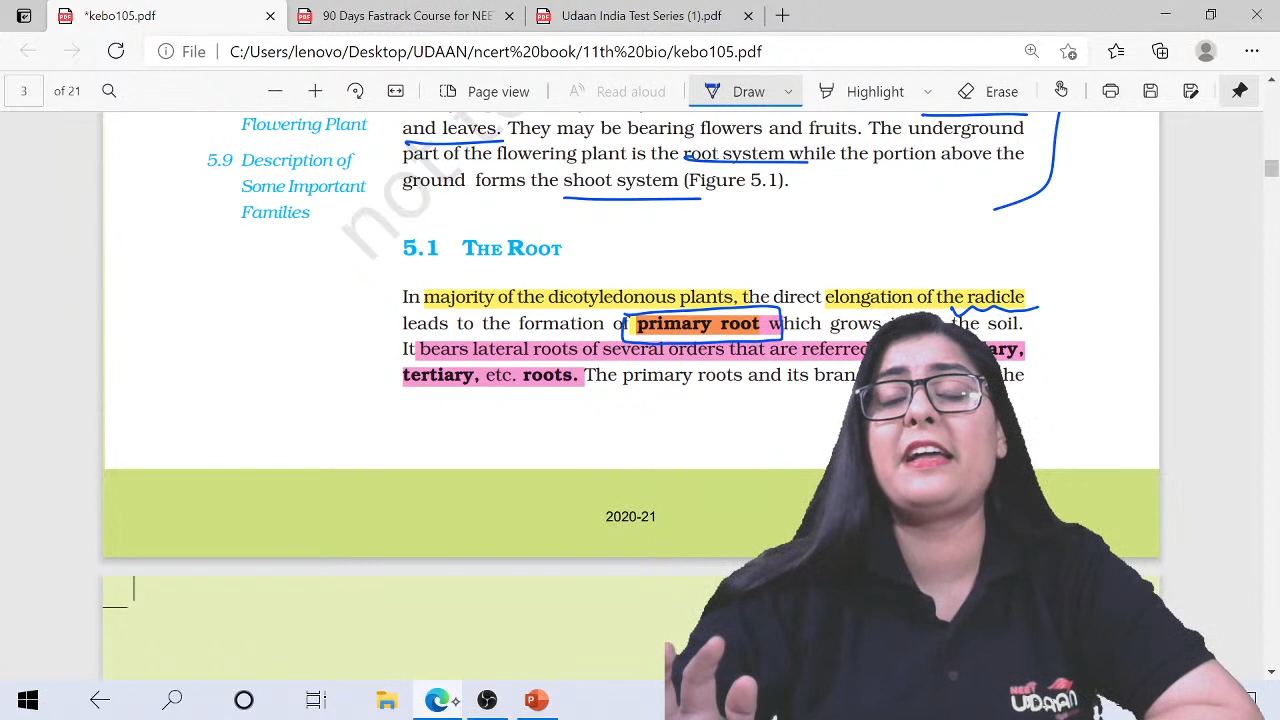 *kebo105.pdf
90 Days Fastrack Course for NEE
Udaan India Test Series (1).pdf
File
C:/Users/lenovo/Desktop/UDAAN/ncert%20book/11th%20bio/kebo105.pdf
3
of 21
Page view
Read aloud
Draw
Highlight
Erase
Flowering Plant
5.9 Description of
Some Important
Families
and leaves. They may be bearing flowers and fruits. The underground
part of the flowering plant is the root system while the portion above the
ground forms the shoot system (Figure 5.1).
not
5.1 THE ROOT
In majority of the dicotyledonous plants, the direct elongation of the radicle
leads to the formation of primary root which grows the soil.
It bears lateral roots of several orders that are referred
tertiary, etc. roots. The primary roots and its the
2020-21
NEET
UDAAN